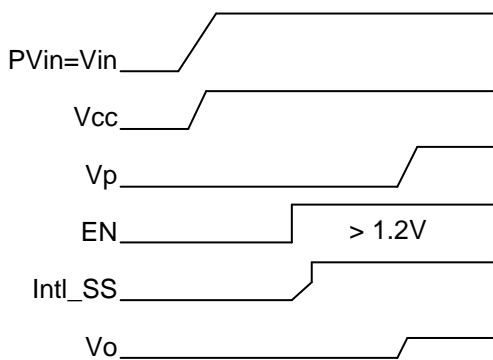 PVin=Vin
Vcc
Vp
EN
> 1.2V
Intl_SS
Vo